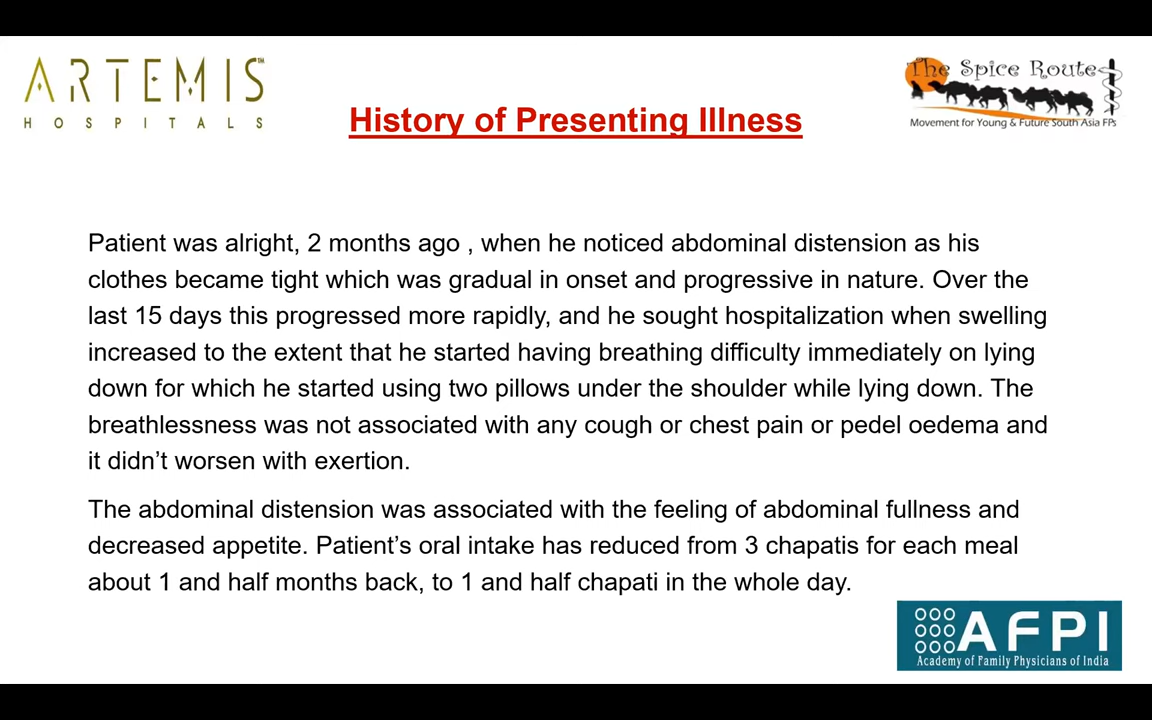 ARTEMIS
HOSPITALS
The Spice Route
Movement for Young & Future South Asia FPs
History of Presenting Illness
Patient was alright, 2 months ago , when he noticed abdominal distension as his
clothes became tight which was gradual in onset and progressive in nature. Over the
last 15 days this progressed more rapidly, and he sought hospitalization when swelling
increased to the extent that he started having breathing difficulty immediately on lying
down for which he started using two pillows under the shoulder while lying down. The
breathlessness was not associated with any cough or chest pain or pedel oedema and
it didn’t worsen with exertion.
The abdominal distension was associated with the feeling of abdominal fullness and
decreased appetite. Patient’s oral intake has reduced from 3 chapatis for each meal
about 1 and half months back, to 1 and half chapati in the whole day.
AFPI
Academy of Family Physicians of India